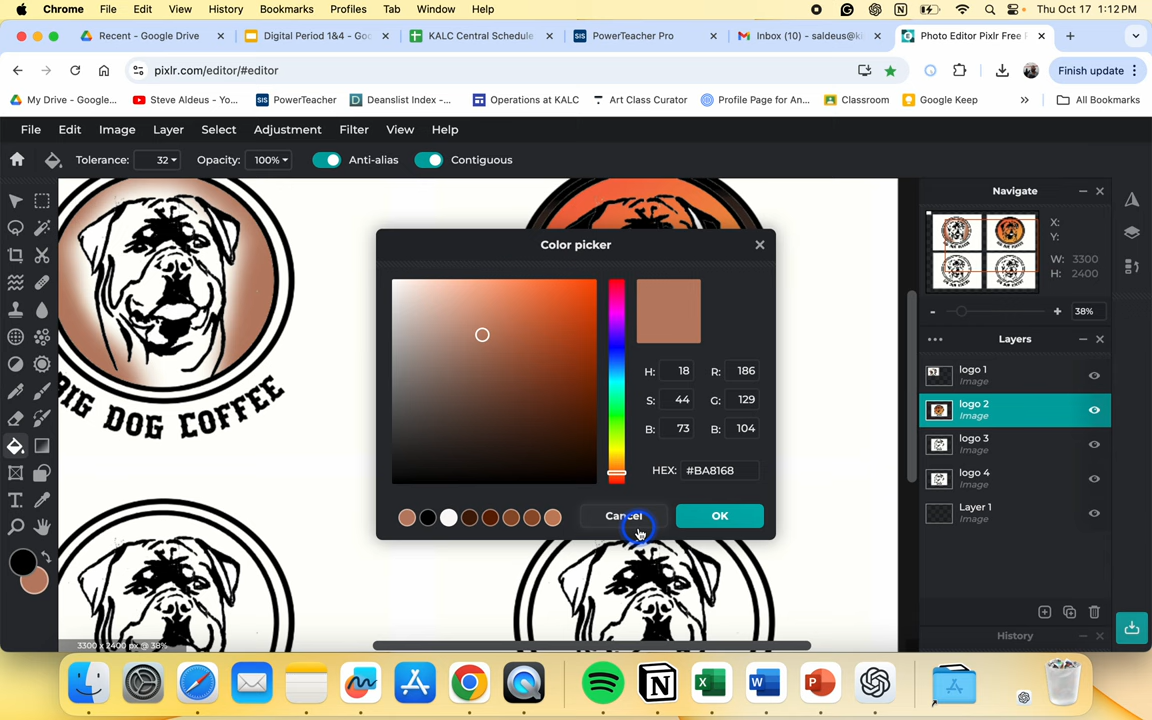 Chrome File Edit View History Bookmarks Profiles Tab Window Help Thu Oct 17 1:12 PM
Recent - Google Drive Digital Period 1&4 - Go KALC Central Schedule PowerTeacher Pro Inbox (10) - saldeus@ki Photo Editor Pixlr Free
pixlr.com/editor/#editor Finish update
My Drive - Google... Steve Aldeus - Yo... PowerTeacher Deanslist Index -... Operations at KALC Art Class Curator Profile Page for An... Classroom Google Keep » All Bookmarks
File Edit Image Layer Select Adjustment Filter View Help
Tolerance: 32 Opacity: 100% Anti-alias Contiguous
Navigate
X:
Y:
W: 3300
H: 2400
38%
Color picker
H: 18 R: 186
S: 44 G: 129
B: 73 B: 104
HEX: #BA8168
Cancel OK
Layers
logo 1
Image
logo 2
Image
logo 3
Image
logo 4
Image
Layer 1
Image
BIG DOG COFFEE
3300 x 2400 px @ 38%
History